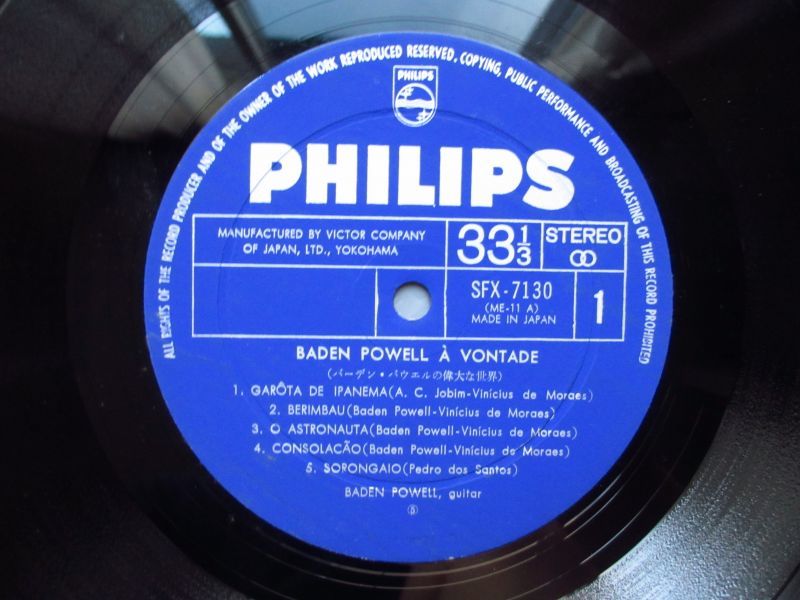 ALL RIGHTS OF THE RECORD PRODUCER AND OF THE OWNER OF THE WORK REPRODUCED RESERVED. COPYING, PUBLIC PERFORMANCE AND BROADCASTING OF THIS RECORD PROHIBITED
PHILIPS
PHILIPS
MANUFACTURED BY VICTOR COMPANY
OF JAPAN, LTD., YOKOHAMA
33 1/3
STEREO
SFX-7130
(ME-11 A)
MADE IN JAPAN
1
BADEN POWELL À VONTADE
(バーデン・パウエルの偉大な世界)
1. GARÔTA DE IPANEMA(A. C. Jobim-Vinícius de Moraes)
2. BERIMBAU(Baden Powell-Vinícius de Moraes)
3. O ASTRONAUTA(Baden Powell-Vinícius de Moraes)
4. CONSOLACÃO(Baden Powell-Vinícius de Moraes)
5. SORONGAIO(Pedro dos Santos)
BADEN POWELL, guitar